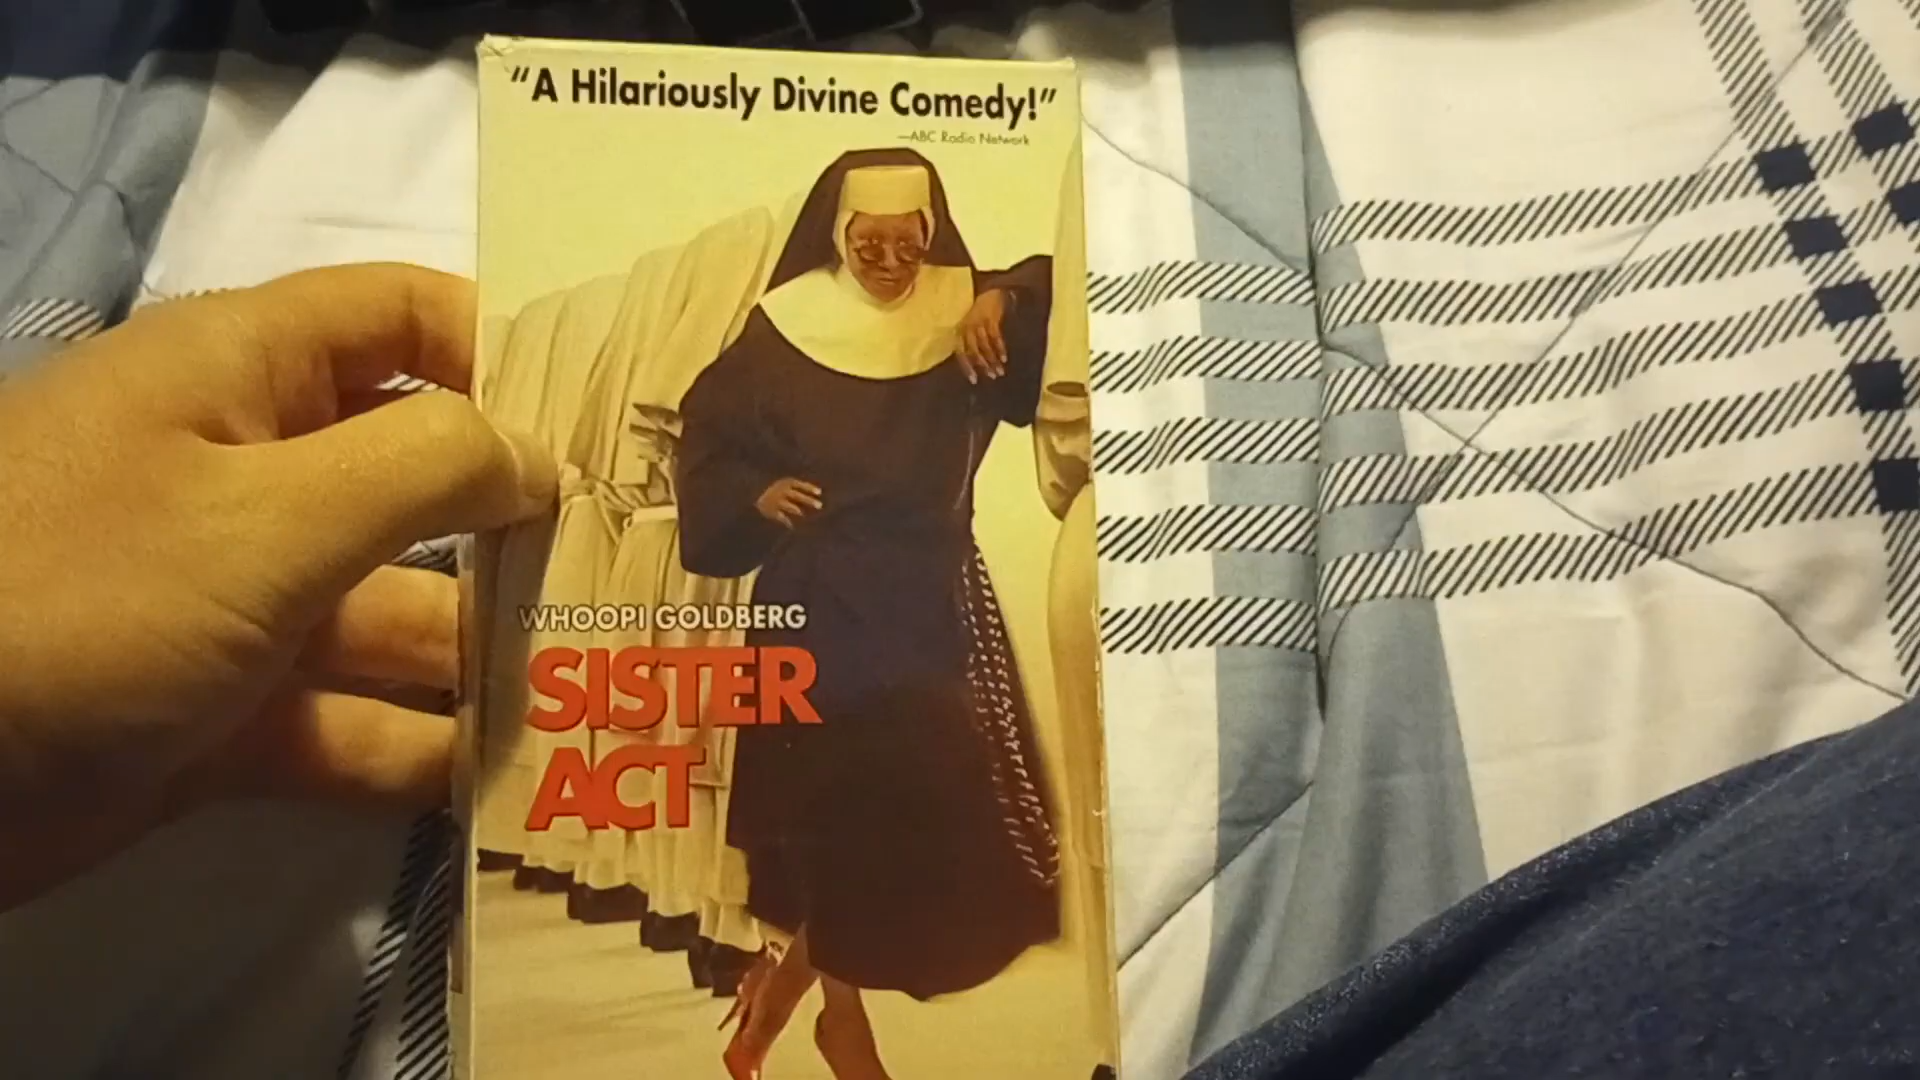 “A Hilariously Divine Comedy!”
—ABC Radio Network
WHOOPI GOLDBERG
SISTER
ACT